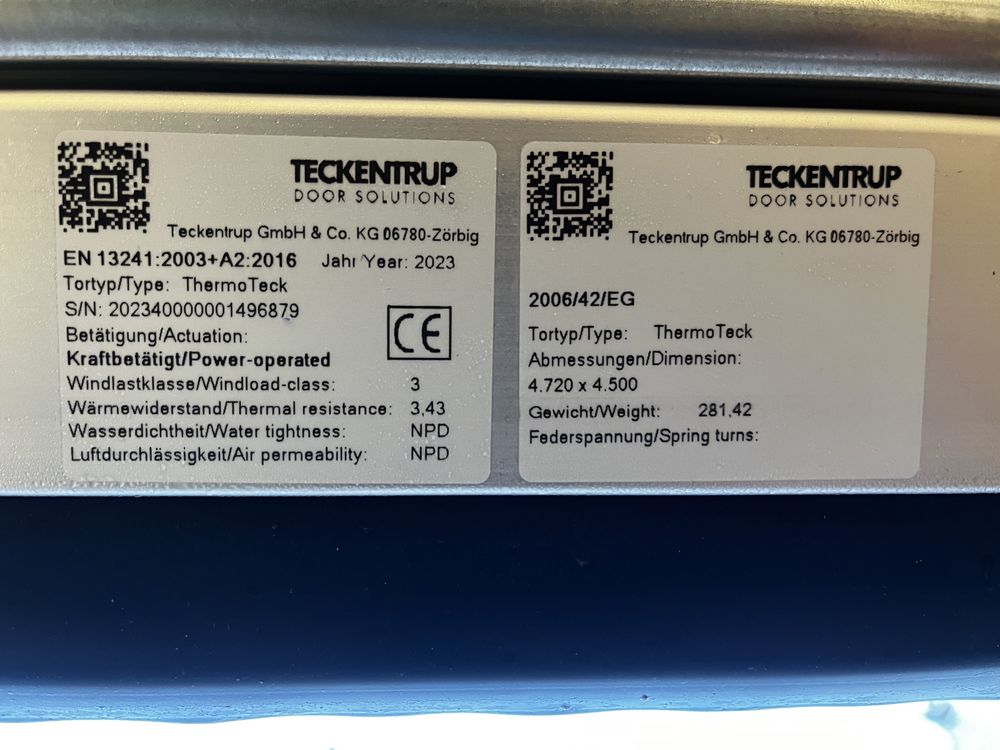 TECKENTRUP
DOOR SOLUTIONS
Teckentrup GmbH & Co. KG 06780-Zörbig
EN 13241:2003+A2:2016 Jahr Year: 2023
Tortyp/Type: ThermoTeck
S/N: 202340000001496879
Betätigung/Actuation:
Kraftbetätigt/Power-operated
CE
Windlastklasse/Windload-class: 3
Wärmewiderstand/Thermal resistance: 3,43
Wasserdichtheit/Water tightness: NPD
Luftdurchlässigkeit/Air permeability: NPD
TECKENTRUP
DOOR SOLUTIONS
Teckentrup GmbH & Co. KG 06780-Zörbig
2006/42/EG
Tortyp/Type: ThermoTeck
Abmessungen/Dimension:
4.720 x 4.500
Gewicht/Weight: 281,42
Federspannung/Spring turns: